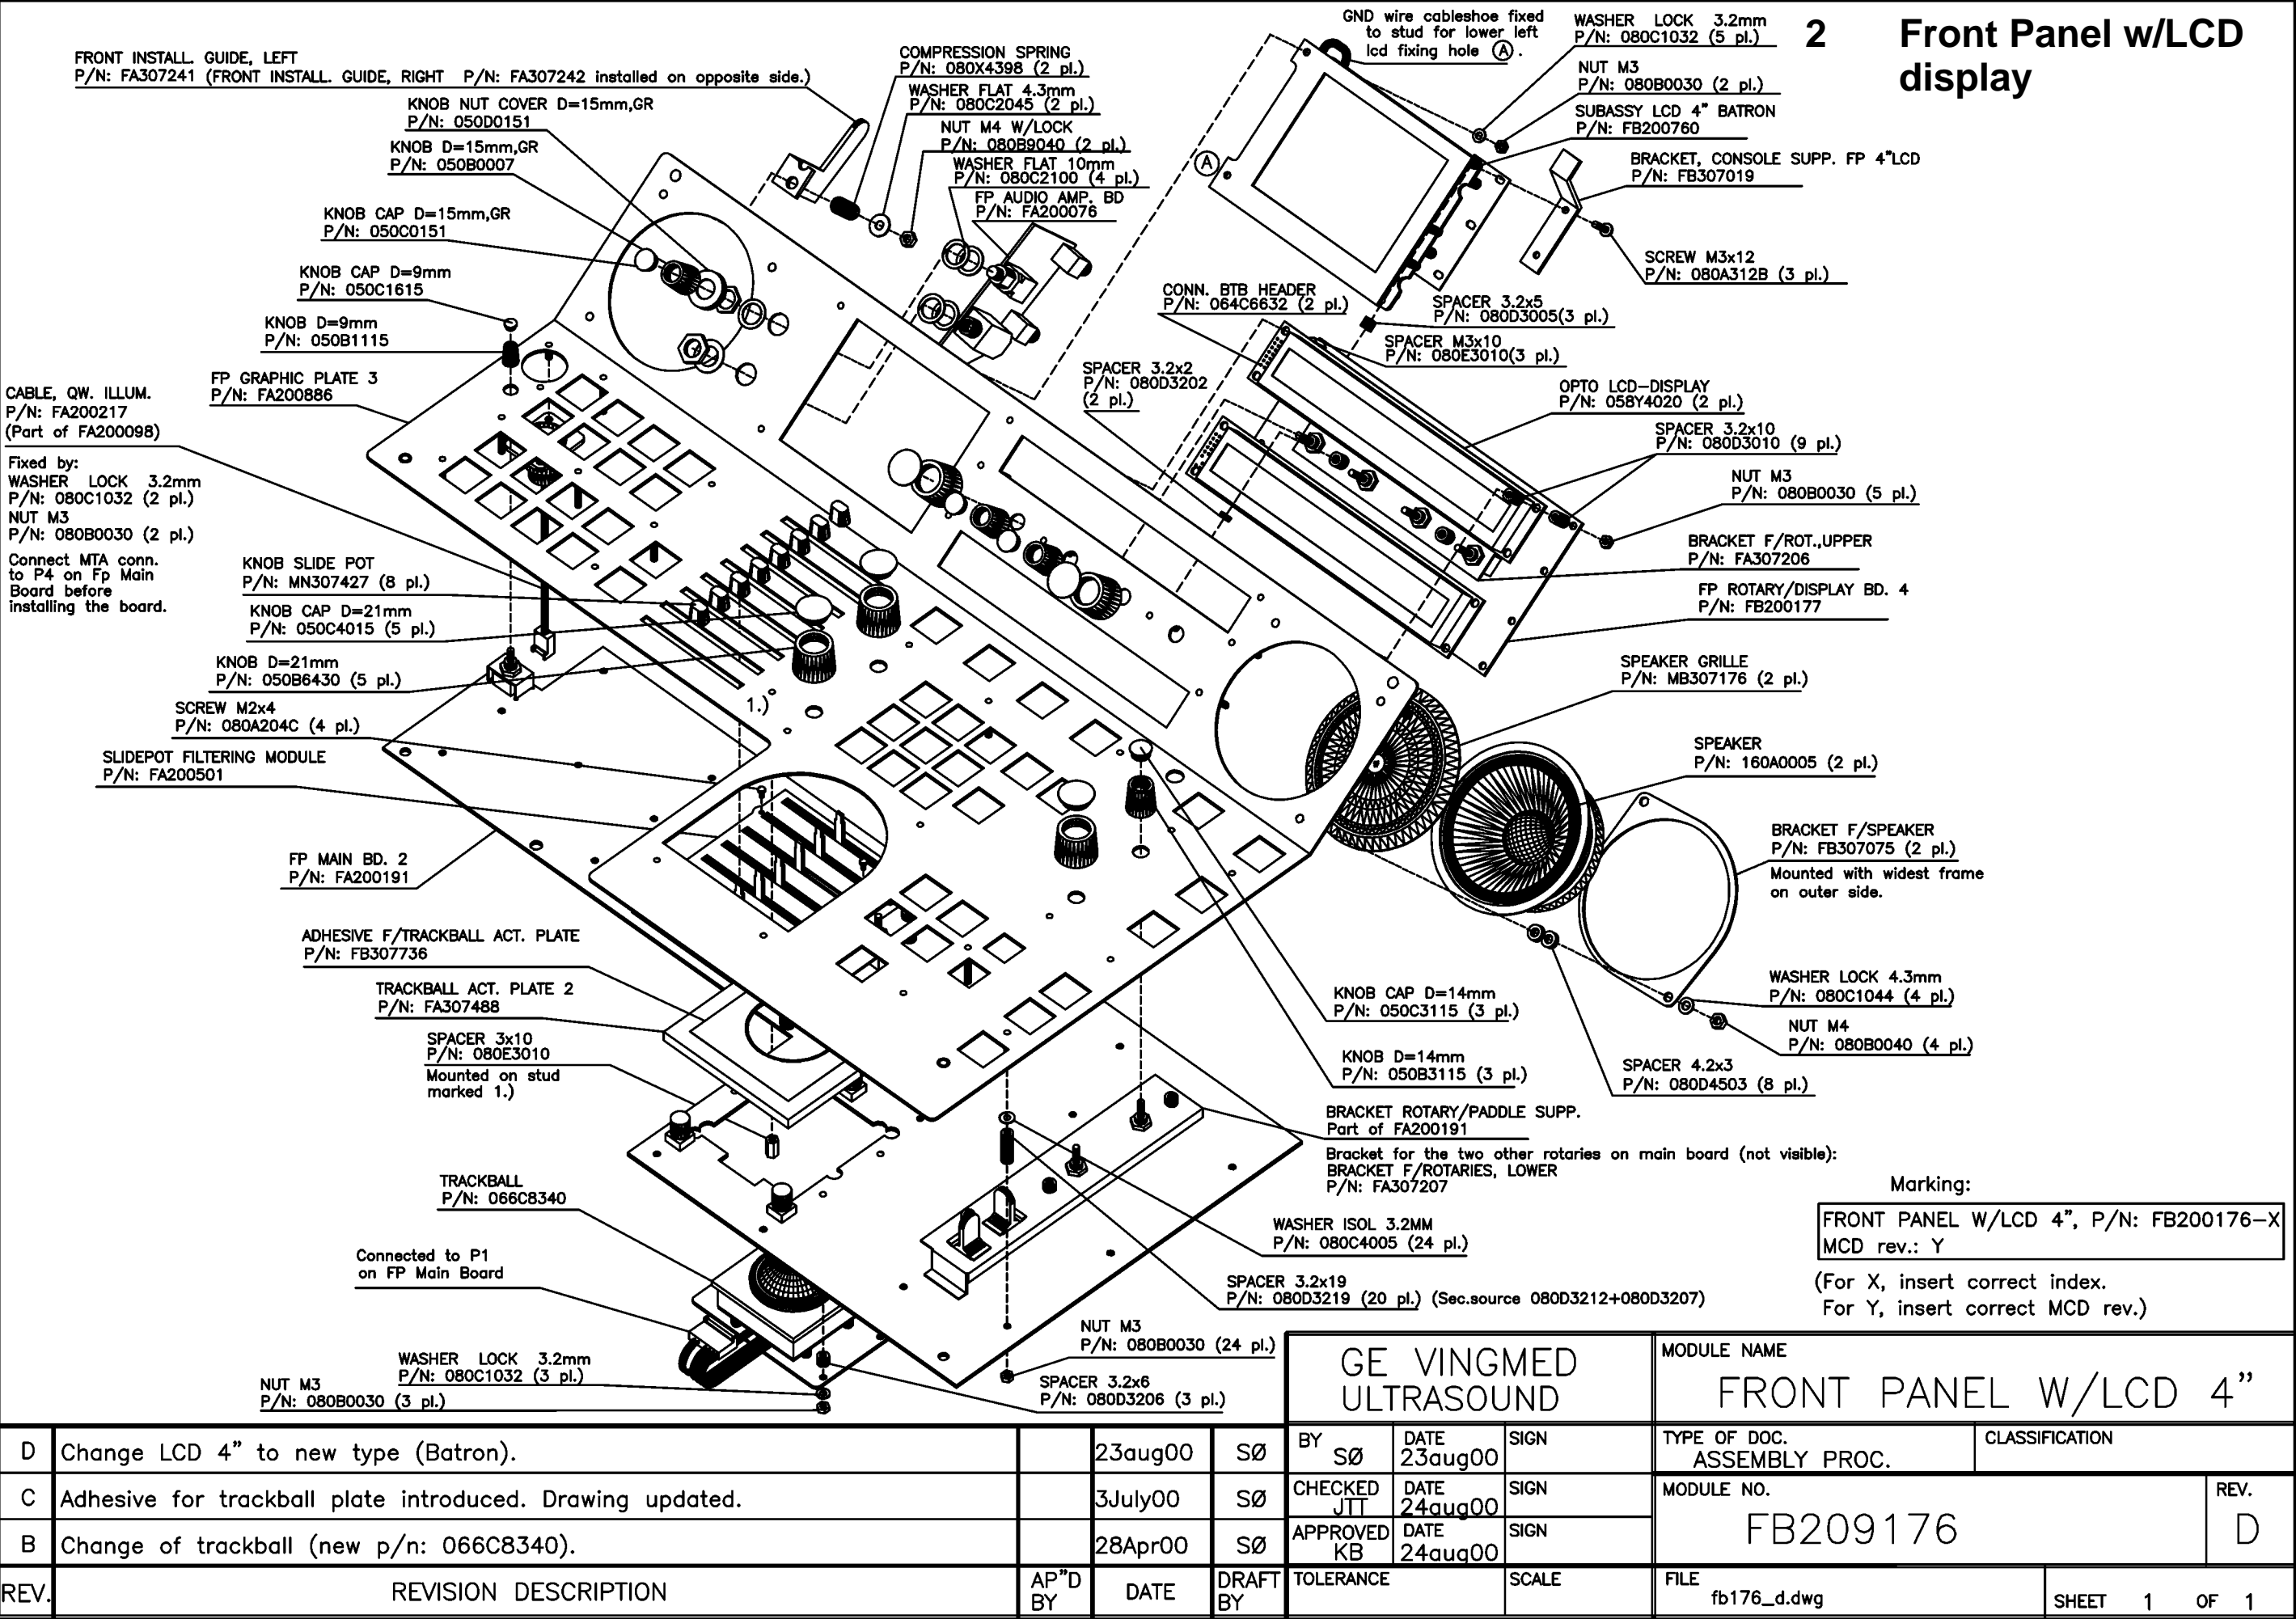 2 Front Panel w/LCD
display
GND wire cableshoe fixed
to stud for lower left
lcd fixing hole (A).
WASHER LOCK 3.2mm
P/N: 080C1032 (5 pl.)
NUT M3
P/N: 080B0030 (2 pl.)
SUBASSY LCD 4" BATRON
P/N: FB200760
BRACKET, CONSOLE SUPP. FP 4"LCD
P/N: FB307019
SCREW M3x12
P/N: 080A312B (3 pl.)
A
FRONT INSTALL. GUIDE, LEFT
P/N: FA307241 (FRONT INSTALL. GUIDE, RIGHT P/N: FA307242 installed on opposite side.)
COMPRESSION SPRING
P/N: 080X4398 (2 pl.)
WASHER FLAT 4.3mm
P/N: 080C2045 (2 pl.)
NUT M4 W/LOCK
P/N: 080B9040 (2 pl.)
WASHER FLAT 10mm
P/N: 080C2100 (4 pl.)
FP AUDIO AMP. BD
P/N: FA200076
KNOB NUT COVER D=15mm,GR
P/N: 050D0151
KNOB D=15mm,GR
P/N: 050B0007
KNOB CAP D=15mm,GR
P/N: 050C0151
KNOB CAP D=9mm
P/N: 050C1615
KNOB D=9mm
P/N: 050B1115
FP GRAPHIC PLATE 3
P/N: FA200886
CABLE, QW. ILLUM.
P/N: FA200217
(Part of FA200098)
Fixed by:
WASHER LOCK 3.2mm
P/N: 080C1032 (2 pl.)
NUT M3
P/N: 080B0030 (2 pl.)
Connect MTA conn.
to P4 on Fp Main
Board before
installing the board.
CONN. BTB HEADER
P/N: 064C6632 (2 pl.)
SPACER 3.2x5
P/N: 080D3005(3 pl.)
SPACER M3x10
P/N: 080E3010(3 pl.)
SPACER 3.2x2
P/N: 080D3202
(2 pl.)
OPTO LCD-DISPLAY
P/N: 058Y4020 (2 pl.)
SPACER 3.2x10
P/N: 080D3010 (9 pl.)
NUT M3
P/N: 080B0030 (5 pl.)
BRACKET F/ROT.,UPPER
P/N: FA307206
FP ROTARY/DISPLAY BD. 4
P/N: FB200177
SPEAKER GRILLE
P/N: MB307176 (2 pl.)
SPEAKER
P/N: 160A0005 (2 pl.)
BRACKET F/SPEAKER
P/N: FB307075 (2 pl.)
Mounted with widest frame
on outer side.
WASHER LOCK 4.3mm
P/N: 080C1044 (4 pl.)
NUT M4
P/N: 080B0040 (4 pl.)
SPACER 4.2x3
P/N: 080D4503 (8 pl.)
KNOB SLIDE POT
P/N: MN307427 (8 pl.)
KNOB CAP D=21mm
P/N: 050C4015 (5 pl.)
KNOB D=21mm
P/N: 050B6430 (5 pl.)
SCREW M2x4
P/N: 080A204C (4 pl.)
1.)
SLIDEPOT FILTERING MODULE
P/N: FA200501
FP MAIN BD. 2
P/N: FA200191
ADHESIVE F/TRACKBALL ACT. PLATE
P/N: FB307736
TRACKBALL ACT. PLATE 2
P/N: FA307488
SPACER 3x10
P/N: 080E3010
Mounted on stud
marked 1.)
TRACKBALL
P/N: 066C8340
Connected to P1
on FP Main Board
WASHER LOCK 3.2mm
P/N: 080C1032 (3 pl.)
NUT M3
P/N: 080B0030 (3 pl.)
KNOB CAP D=14mm
P/N: 050C3115 (3 pl.)
KNOB D=14mm
P/N: 050B3115 (3 pl.)
BRACKET ROTARY/PADDLE SUPP.
Part of FA200191
Bracket for the two other rotaries on main board (not visible):
BRACKET F/ROTARIES, LOWER
P/N: FA307207
WASHER ISOL 3.2MM
P/N: 080C4005 (24 pl.)
SPACER 3.2x19
P/N: 080D3219 (20 pl.) (Sec.source 080D3212+080D3207)
NUT M3
P/N: 080B0030 (24 pl.)
SPACER 3.2x6
P/N: 080D3206 (3 pl.)
Marking:
FRONT PANEL W/LCD 4", P/N: FB200176-X
MCD rev.: Y
(For X, insert correct index.
For Y, insert correct MCD rev.)
GE VINGMED
ULTRASOUND
MODULE NAME
FRONT PANEL W/LCD 4"
D Change LCD 4" to new type (Batron). 23aug00 SØ
C Adhesive for trackball plate introduced. Drawing updated. 3July00 SØ
B Change of trackball (new p/n: 066C8340). 28Apr00 SØ
REV. REVISION DESCRIPTION AP"D BY DATE DRAFT BY
BY SØ DATE 23aug00 SIGN
CHECKED JTT DATE 24aug00 SIGN
APPROVED KB DATE 24aug00 SIGN
TOLERANCE SCALE
TYPE OF DOC.
ASSEMBLY PROC.
CLASSIFICATION
MODULE NO.
FB209176
REV.
D
FILE
fb176_d.dwg
SHEET 1 OF 1